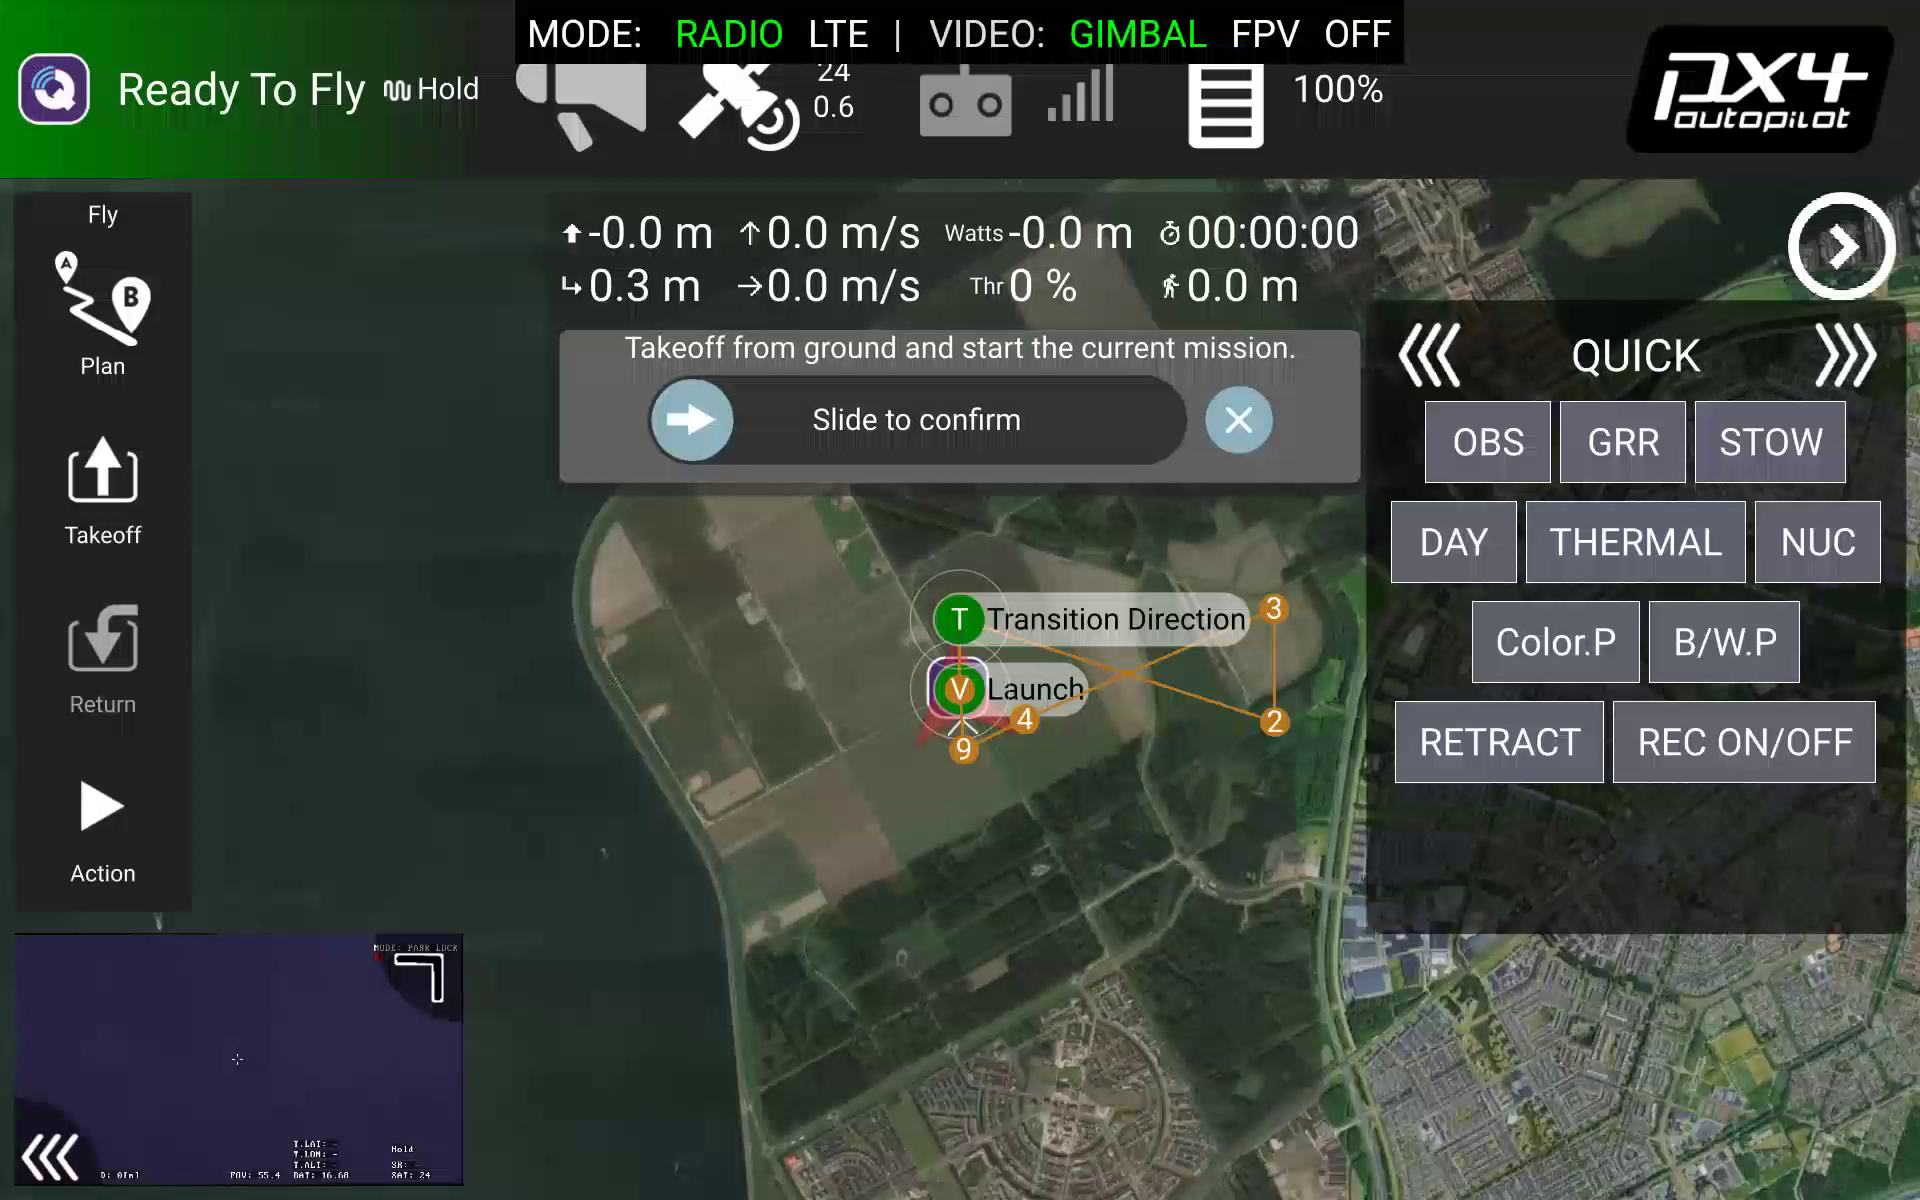 MODE: RADIO LTE | VIDEO: GIMBAL FPV OFF
Ready To Fly Hold
24
0.6
100%
PX4
autopilot
Fly
Plan
Takeoff
Return
Action
A
B
-0.0 m 0.0 m/s Watts -0.0 m 00:00:00
0.3 m 0.0 m/s Thr 0 % 0.0 m
Takeoff from ground and start the current mission.
Slide to confirm
QUICK
OBS GRR STOW
DAY THERMAL NUC
Color.P B/W.P
RETRACT REC ON/OFF
T Transition Direction 3
V Launch
4 2
9
MODE: PARK LOCK
T.LAT: -
T.LON: - Hold
T.ALT: - SR:
D: 0[m] FOV: 55.4 BAT: 16.60 SAT: 24